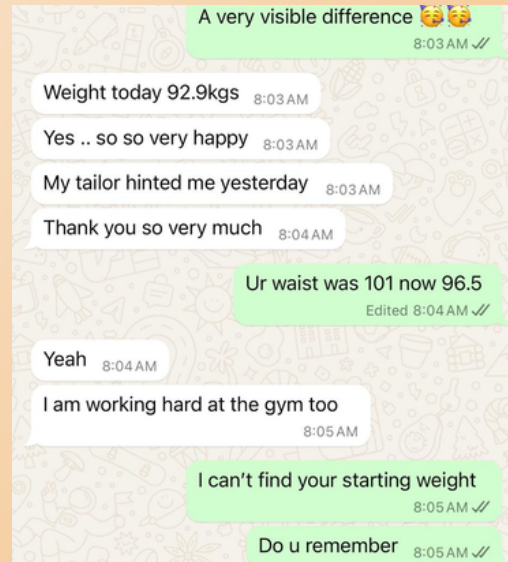 A very visible difference 🥳🥳
8:03 AM
Weight today 92.9kgs 8:03 AM
Yes .. so so very happy 8:03 AM
My tailor hinted me yesterday 8:03 AM
Thank you so very much 8:04 AM
Ur waist was 101 now 96.5
Edited 8:04 AM
Yeah 8:04 AM
I am working hard at the gym too
8:05 AM
I can’t find your starting weight
8:05 AM
Do u remember 8:05 AM